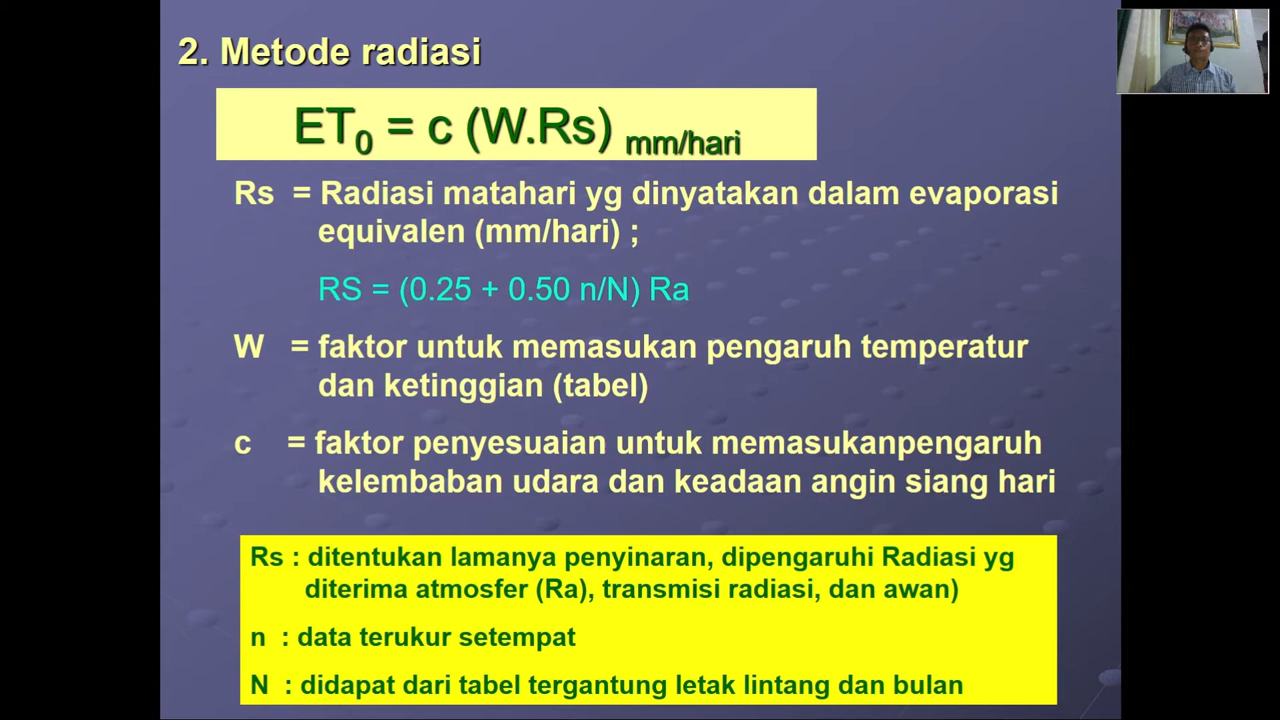 2. Metode radiasi
ET0 = c (W.Rs) mm/hari
Rs = Radiasi matahari yg dinyatakan dalam evaporasi
equivalen (mm/hari) ;
RS = (0.25 + 0.50 n/N) Ra
W = faktor untuk memasukan pengaruh temperatur
dan ketinggian (tabel)
c = faktor penyesuaian untuk memasukanpengaruh
kelembaban udara dan keadaan angin siang hari
Rs : ditentukan lamanya penyinaran, dipengaruhi Radiasi yg
diterima atmosfer (Ra), transmisi radiasi, dan awan)
n : data terukur setempat
N : didapat dari tabel tergantung letak lintang dan bulan